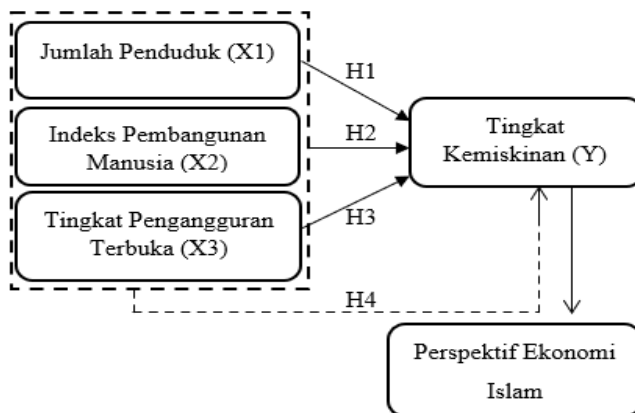 Jumlah Penduduk (X1)
H1
Indeks Pembangunan
Manusia (X2)
H2
Tingkat
Kemiskinan (Y)
Tingkat Pengangguran
Terbuka (X3)
H3
H4
Perspektif Ekonomi
Islam